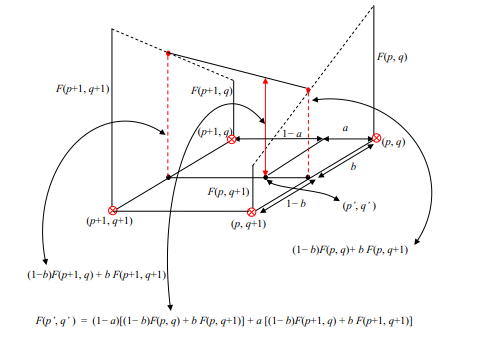 F(p, q)
F(p+1, q+1)
F(p+1, q)
(p+1, q)
1– a
a
(p, q)
b
F(p, q+1)
1– b
(p’, q’ )
(p+1, q+1)
(p, q+1)
(1– b)F(p, q)+ b F(p, q+1)
(1–b)F(p+1, q) + b F(p+1, q+1)
F(p’, q’ ) = (1– a)[(1– b)F(p, q) + b F(p, q+1)] + a [(1– b)F(p+1, q) + b F(p+1, q+1)]